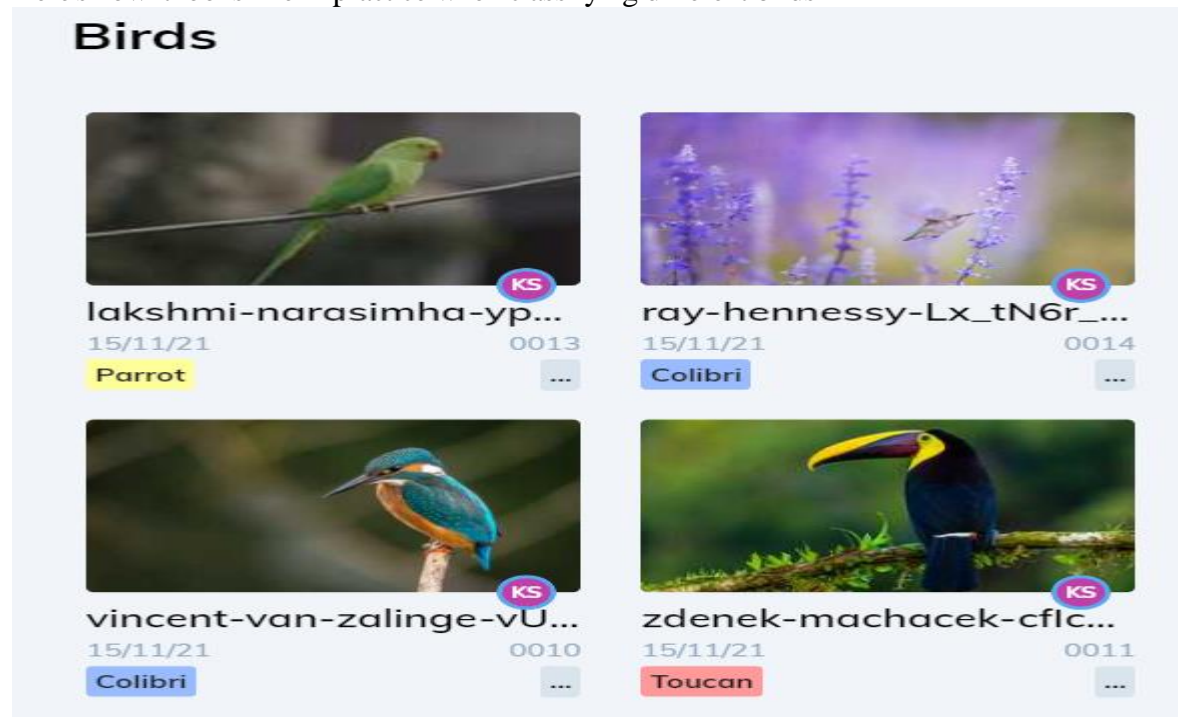 Birds
KS KS
lakshmi-narasimha-yp... ray-hennessy-Lx_tN6r_...
15/11/21 0013 15/11/21 0014
Parrot ... Colibri ...
KS KS
vincent-van-zalinge-vU... zdenek-machacek-cfIc...
15/11/21 0010 15/11/21 0011
Colibri ... Toucan ...